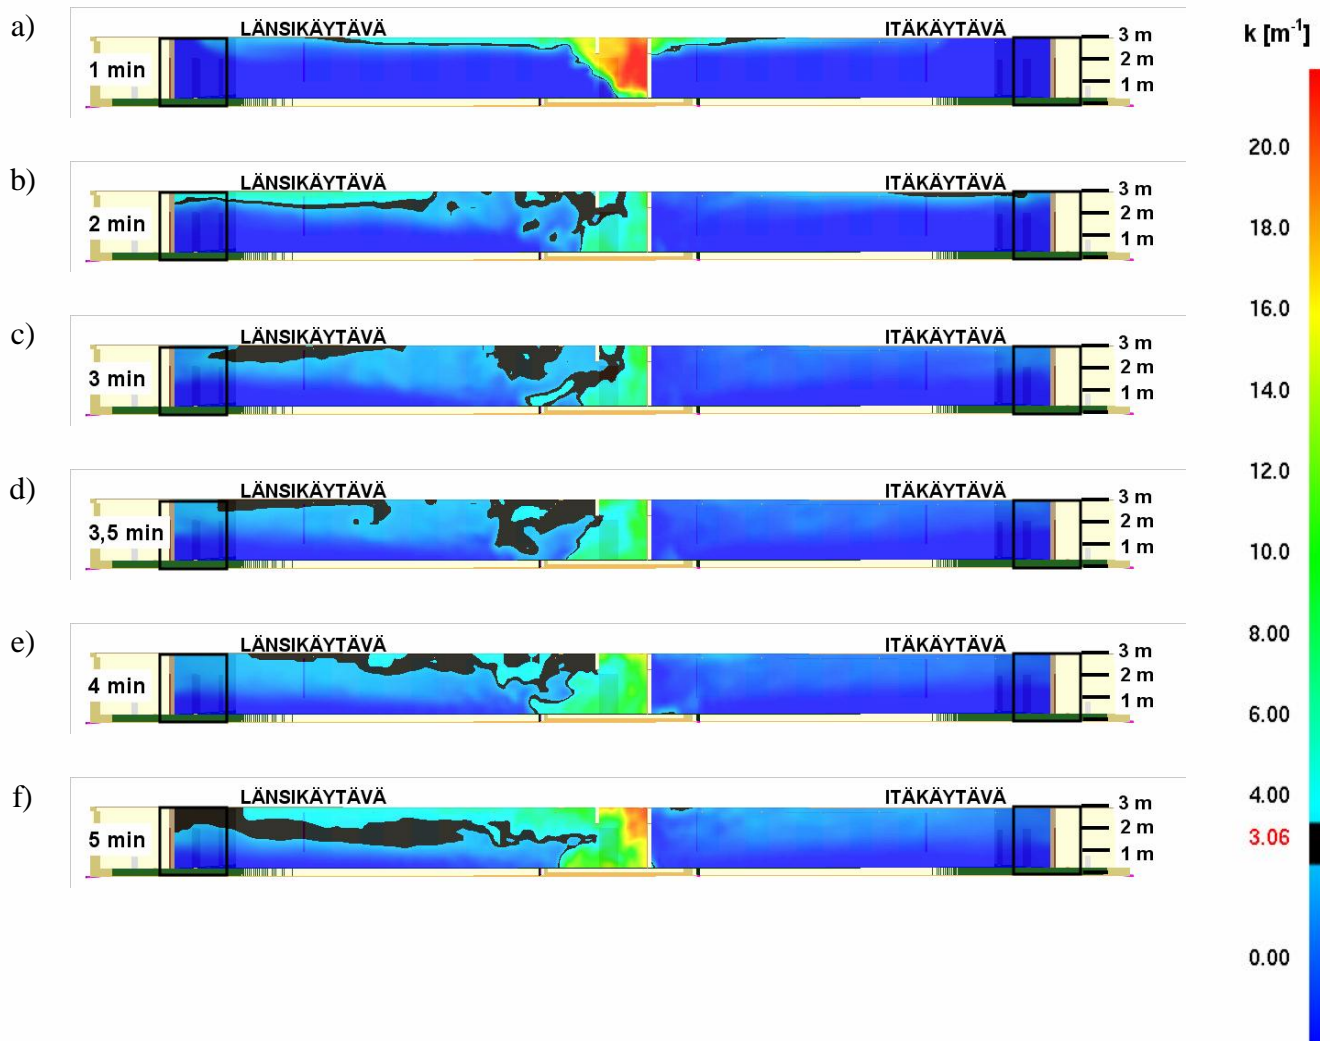 a)
LÄNSIKÄYTÄVÄ
ITÄKÄYTÄVÄ
1 min
3 m
2 m
1 m
b)
LÄNSIKÄYTÄVÄ
ITÄKÄYTÄVÄ
2 min
3 m
2 m
1 m
c)
LÄNSIKÄYTÄVÄ
ITÄKÄYTÄVÄ
3 min
3 m
2 m
1 m
d)
LÄNSIKÄYTÄVÄ
ITÄKÄYTÄVÄ
3,5 min
3 m
2 m
1 m
e)
LÄNSIKÄYTÄVÄ
ITÄKÄYTÄVÄ
4 min
3 m
2 m
1 m
f)
LÄNSIKÄYTÄVÄ
ITÄKÄYTÄVÄ
5 min
3 m
2 m
1 m
k [m⁻¹]
20.0
18.0
16.0
14.0
12.0
10.0
8.00
6.00
4.00
3.06
0.00